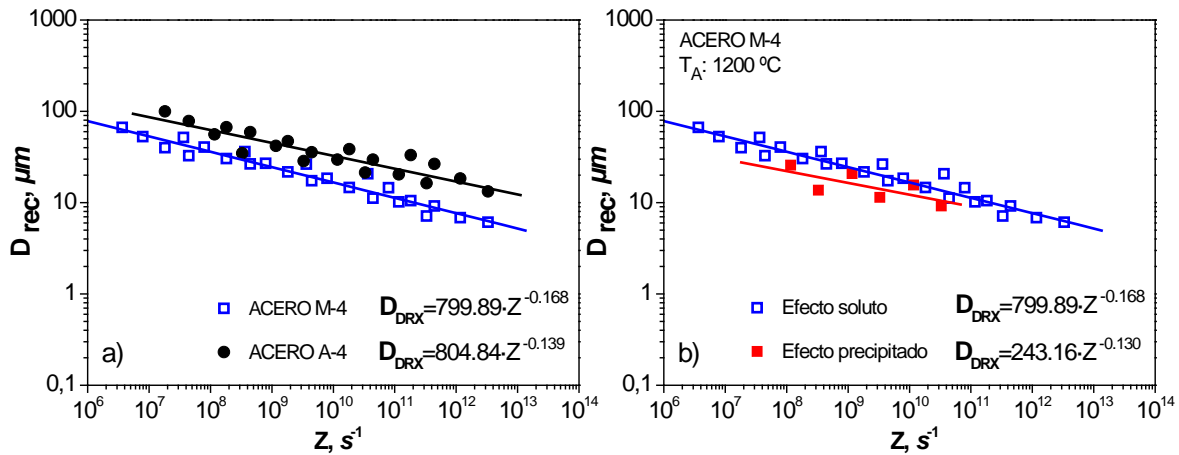 1000
100
10
1
0,1
D rec, μm
10^6 10^7 10^8 10^9 10^10 10^11 10^12 10^13 10^14
Z, s^-1
ACERO M-4 D_DRX=799.89·Z^-0.168
ACERO A-4 D_DRX=804.84·Z^-0.139
a)
1000
100
10
1
0,1
D rec, μm
10^6 10^7 10^8 10^9 10^10 10^11 10^12 10^13 10^14
Z, s^-1
ACERO M-4
T_A: 1200 ºC
Efecto soluto D_DRX=799.89·Z^-0.168
Efecto precipitado D_DRX=243.16·Z^-0.130
b)